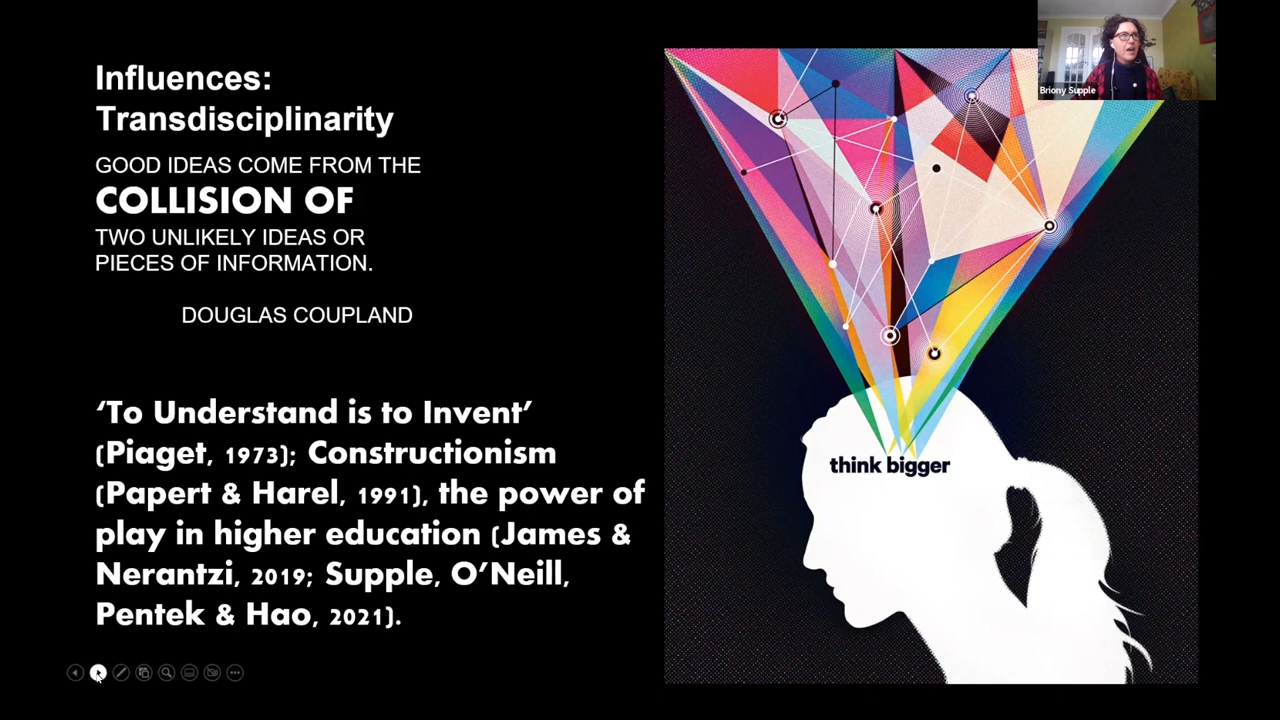 Influences:
Transdisciplinarity
GOOD IDEAS COME FROM THE
COLLISION OF
TWO UNLIKELY IDEAS OR
PIECES OF INFORMATION.
DOUGLAS COUPLAND
‘To Understand is to Invent’
(Piaget, 1973); Constructionism
(Papert & Harel, 1991), the power of
play in higher education (James &
Nerantzi, 2019; Supple, O’Neill,
Pentek & Hao, 2021).
think bigger
Briony Supple